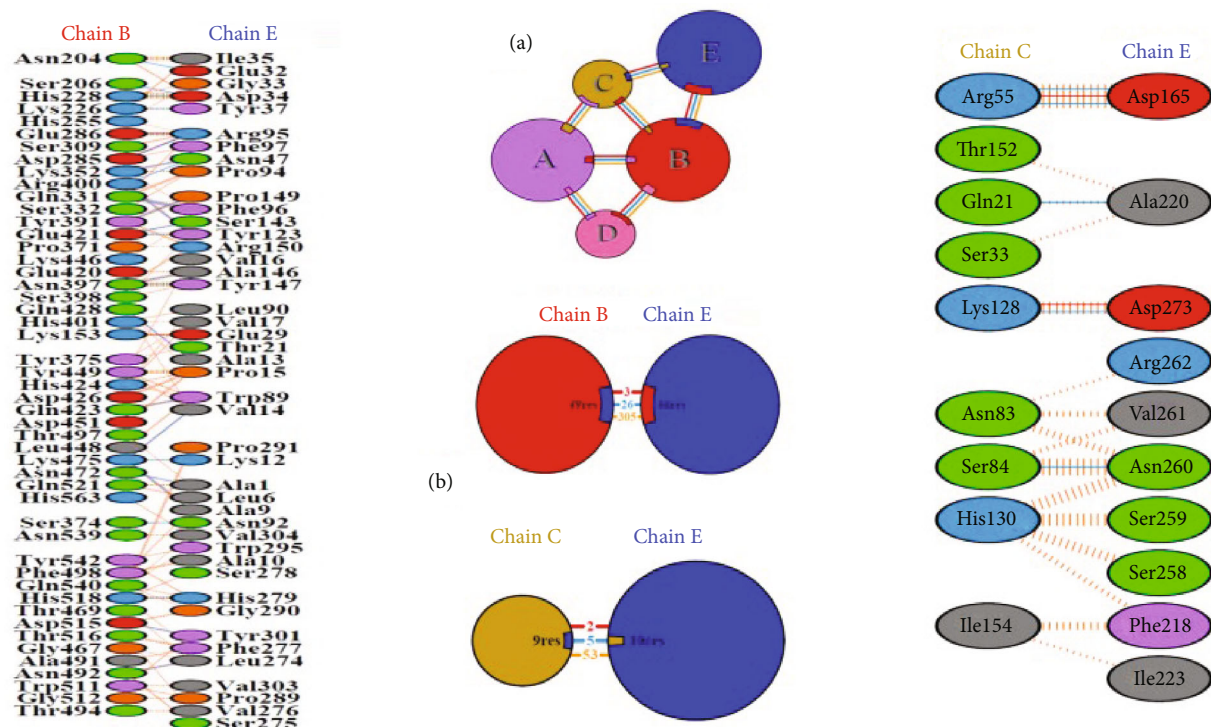 Chain B Chain E
Asn204 Ile35
Glu32
Ser206 Gly33
His228 Asp34
Lys226 Tyr37
His255
Glu286 Arg95
Ser309 Phe97
Asp285 Asn47
Lys352 Pro94
Arg400
Gln331 Pro149
Ser332 Phe96
Tyr391 Ser143
Glu421 Tyr123
Pro371 Arg150
Lys446 Val16
Glu420 Ala146
Asn397 Tyr147
Ser398
Gln428 Leu90
His401 Val17
Lys153 Glu29
Thr21
Tyr375 Ala13
Tyr449 Pro15
His424
Asp426 Trp89
Gln423 Val14
Asp451
Thr497
Leu448 Pro291
Lys475 Lys12
Asn472
Gln521 Ala1
His563 Leu6
Ala9
Ser374 Asn92
Asn539 Val304
Trp295
Tyr542 Ala10
Phe498 Ser278
Gln540
His518 His279
Thr469 Gly290
Asp515
Thr516 Tyr301
Gly467 Phe277
Ala491 Leu274
Asn492
Trp511 Val303
Gly512 Pro289
Thr494 Val276
Ser275
(a)
E
C
A
B
D
Chain B Chain E
3
26
305
(b)
Chain C Chain E
2
9res 5 10res
53
Chain C Chain E
Arg55 Asp165
Thr152
Gln21 Ala220
Ser33
Lys128 Asp273
Arg262
Asn83 Val261
Ser84 Asn260
His130 Ser259
Ser258
Ile154 Phe218
Ile223